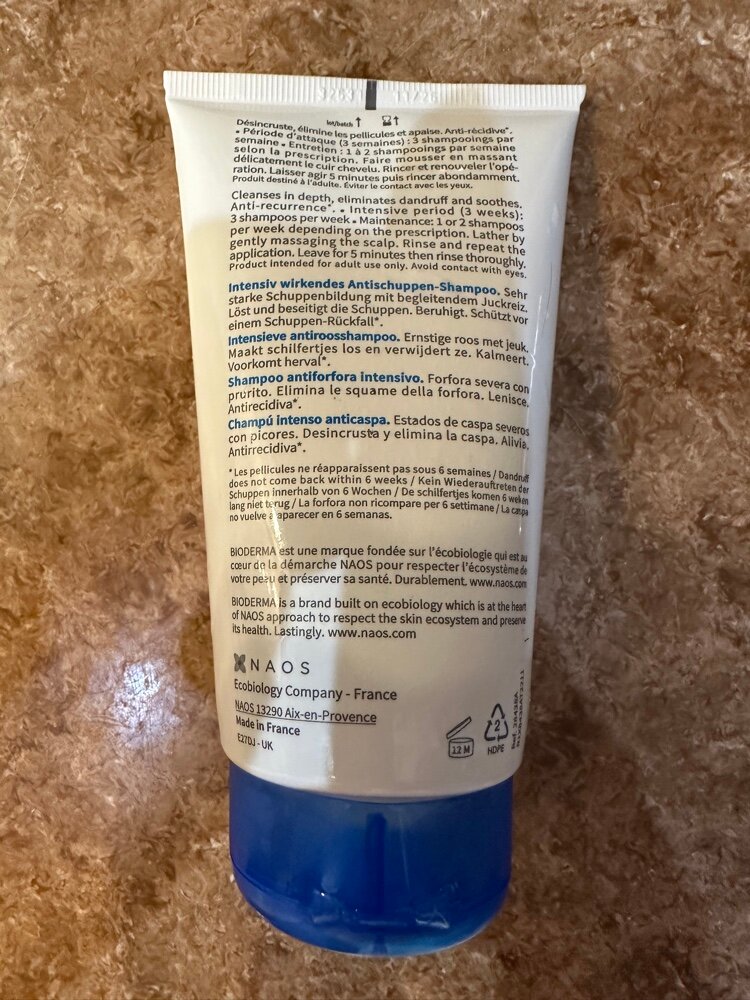 11/26
lot/batch
Désincruste, élimine les pellicules et apaise. Anti-récidive*.
• Période d'attaque (3 semaines) : 3 shampooings par
semaine • Entretien : 1 à 2 shampooings par semaine
selon la prescription. Faire mousser en massant
délicatement le cuir chevelu. Rincer et renouveler l'opé-
ration. Laisser agir 5 minutes puis rincer abondamment.
Produit destiné à l'adulte. Éviter le contact avec les yeux.
Cleanses in depth, eliminates dandruff and soothes.
Anti-recurrence*. • Intensive period (3 weeks):
3 shampoos per week • Maintenance: 1 or 2 shampoos
per week depending on the prescription. Lather by
gently massaging the scalp. Rinse and repeat the
application. Leave for 5 minutes then rinse thoroughly.
Product intended for adult use only. Avoid contact with eyes.
Intensiv wirkendes Antischuppen-Shampoo. Sehr
starke Schuppenbildung mit begleitendem Juckreiz.
Löst und beseitigt die Schuppen. Beruhigt. Schützt vor
einem Schuppen-Rückfall*.
Intensieve antiroosshampoo. Ernstige roos met jeuk.
Maakt schilfertjes los en verwijdert ze. Kalmeert.
Voorkomt herval*.
Shampoo antiforfora intensivo. Forfora severa con
prurito. Elimina le squame della forfora. Lenisce.
Antirecidiva*.
Champú intenso anticaspa. Estados de caspa severos
con picores. Desincrusta y elimina la caspa. Alivia.
Antirrecidiva*.
*Les pellicules ne réapparaissent pas sous 6 semaines / Dandruff
does not come back within 6 weeks / Kein Wiederauftreten der
Schuppen innerhalb von 6 Wochen / De schilfertjes komen 6 weken
lang niet terug / La forfora non ricompare per 6 settimane / La caspa
no vuelve a aparecer en 6 semanas.
BIODERMA est une marque fondée sur l'écobiologie qui est au
cœur de la démarche NAOS pour respecter l'écosystème de
votre peau et préserver sa santé. Durablement. www.naos.com
BIODERMA is a brand built on ecobiology which is at the heart
of NAOS approach to respect the skin ecosystem and preserve
its health. Lastingly. www.naos.com
NAOS
Ecobiology Company - France
NAOS 13290 Aix-en-Provence
Made in France
E27DJ - UK
12 M
2
HDPE
Ref. 28438A